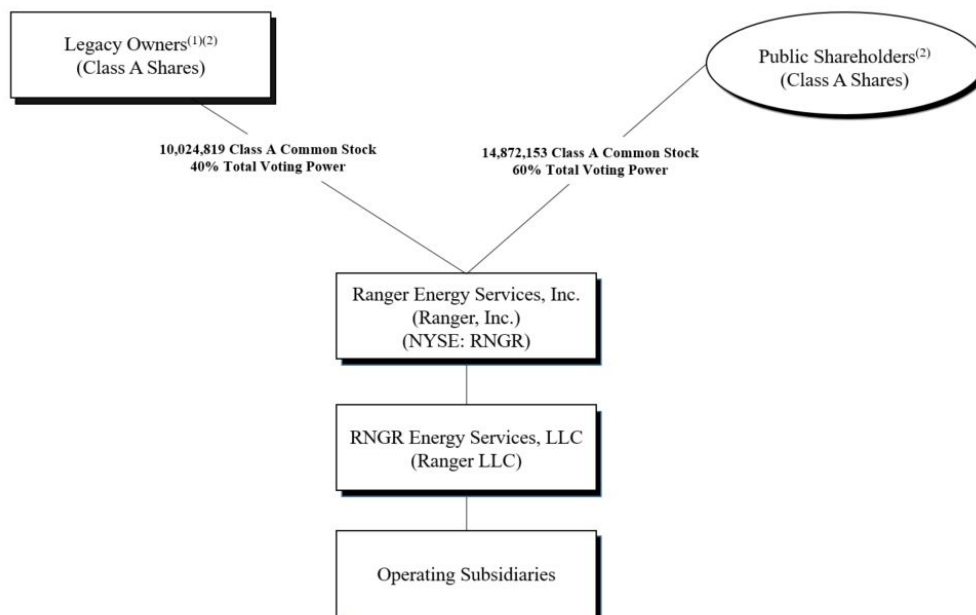 Legacy Owners(1)(2)
(Class A Shares)
Public Shareholders(2)
(Class A Shares)
10,024,819 Class A Common Stock
40% Total Voting Power
14,872,153 Class A Common Stock
60% Total Voting Power
Ranger Energy Services, Inc.
(Ranger, Inc.)
(NYSE: RNGR)
RNGR Energy Services, LLC
(Ranger LLC)
Operating Subsidiaries